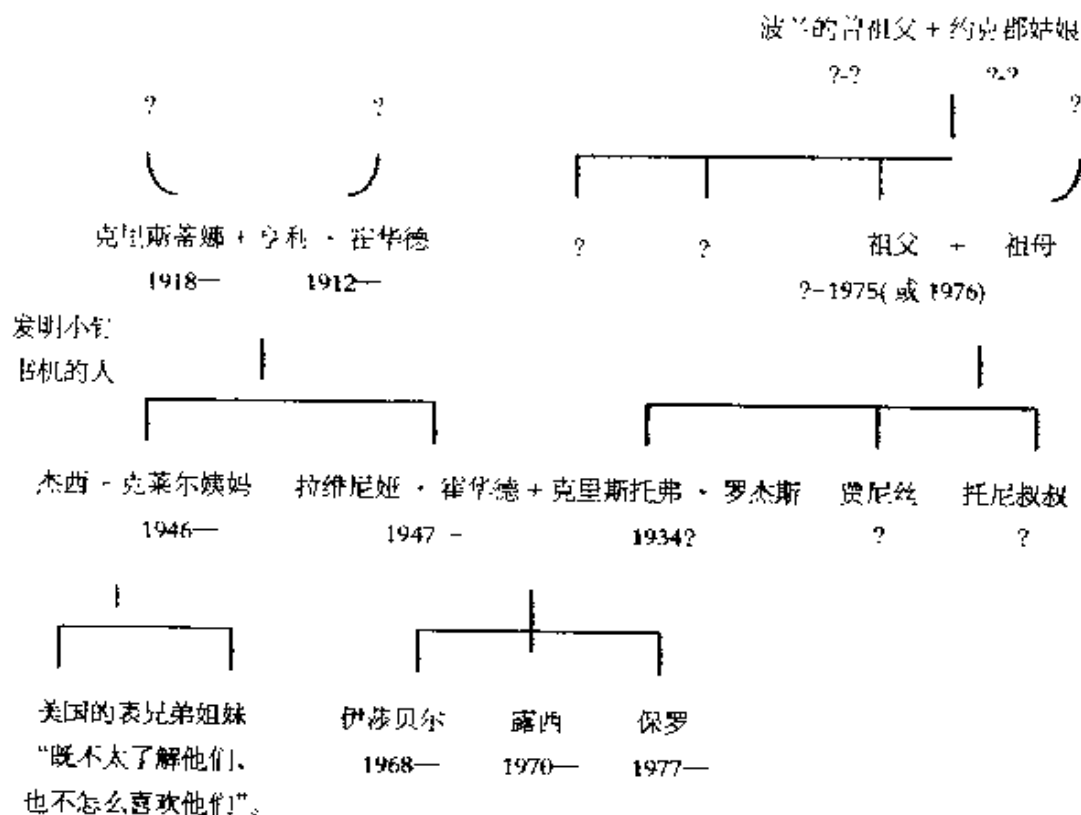 波兰的曾祖父 + 约克郡姑娘
?-? ?-?
? ? ?
克里斯蒂娜 + 亨利 · 霍华德
? ? 祖父 + 祖母
1918— 1912—
?-1975(或1976)
发明小钉
书机的人
杰西 · 克莱尔姨妈 拉维尼娅 · 霍华德 + 克里斯托弗 · 罗杰斯 贾尼丝 托尼叔叔
1946— 1947 - 1934? ? ?
美国的表兄弟姐妹 伊莎贝尔 露西 保罗
1968— 1970— 1977—
“既不太了解他们、
也不怎么喜欢他们”。